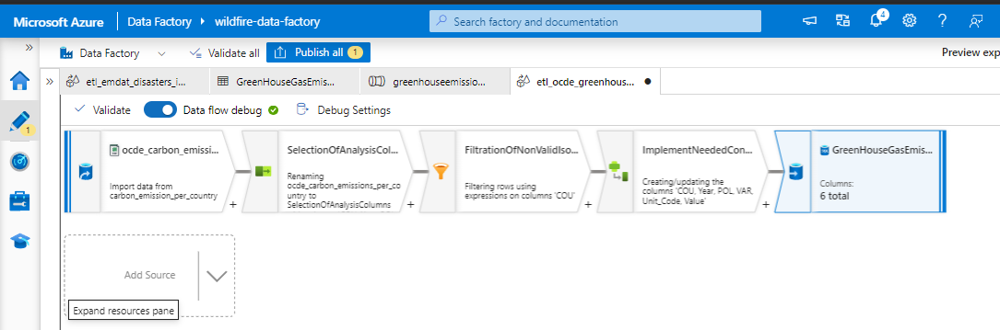 Microsoft Azure
Data Factory
wildfire-data-factory
Search factory and documentation
4
Data Factory
Validate all
Publish all
1
Preview exp
etl_emdat_disasters_i...
GreenHouseGasEmis...
greenhouseemissio...
etl_ocde_greenhous...
1
Validate
Data flow debug
Debug Settings
ocde_carbon_emissi...
Import data from
carbon_emission_per_country
SelectionOfAnalysisCol...
Renaming
ocde_carbon_emissions_per_co
untry to
SelectionOfAnalysisColumns
FiltrationOfNonValidIso...
Filtering rows using
expressions on columns 'COU'
ImplementNeededCon...
Creating/updating the
columns 'COU, Year, POL, VAR,
Unit_Code, Value'
GreenHouseGasEmis...
Columns:
6 total
Add Source
Expand resources pane